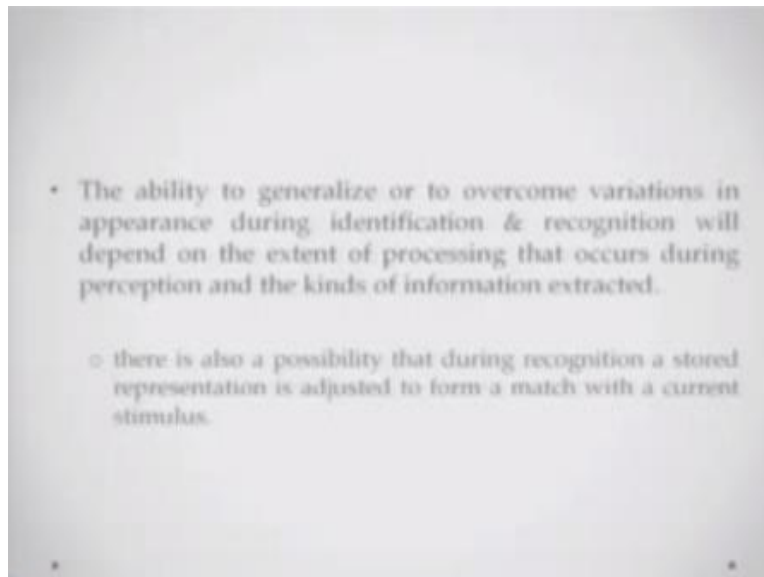 • The ability to generalize or to overcome variations in
appearance during identification & recognition will
depend on the extent of processing that occurs during
perception and the kinds of information extracted.
○ there is also a possibility that during recognition a stored
representation is adjusted to form a match with a current
stimulus.